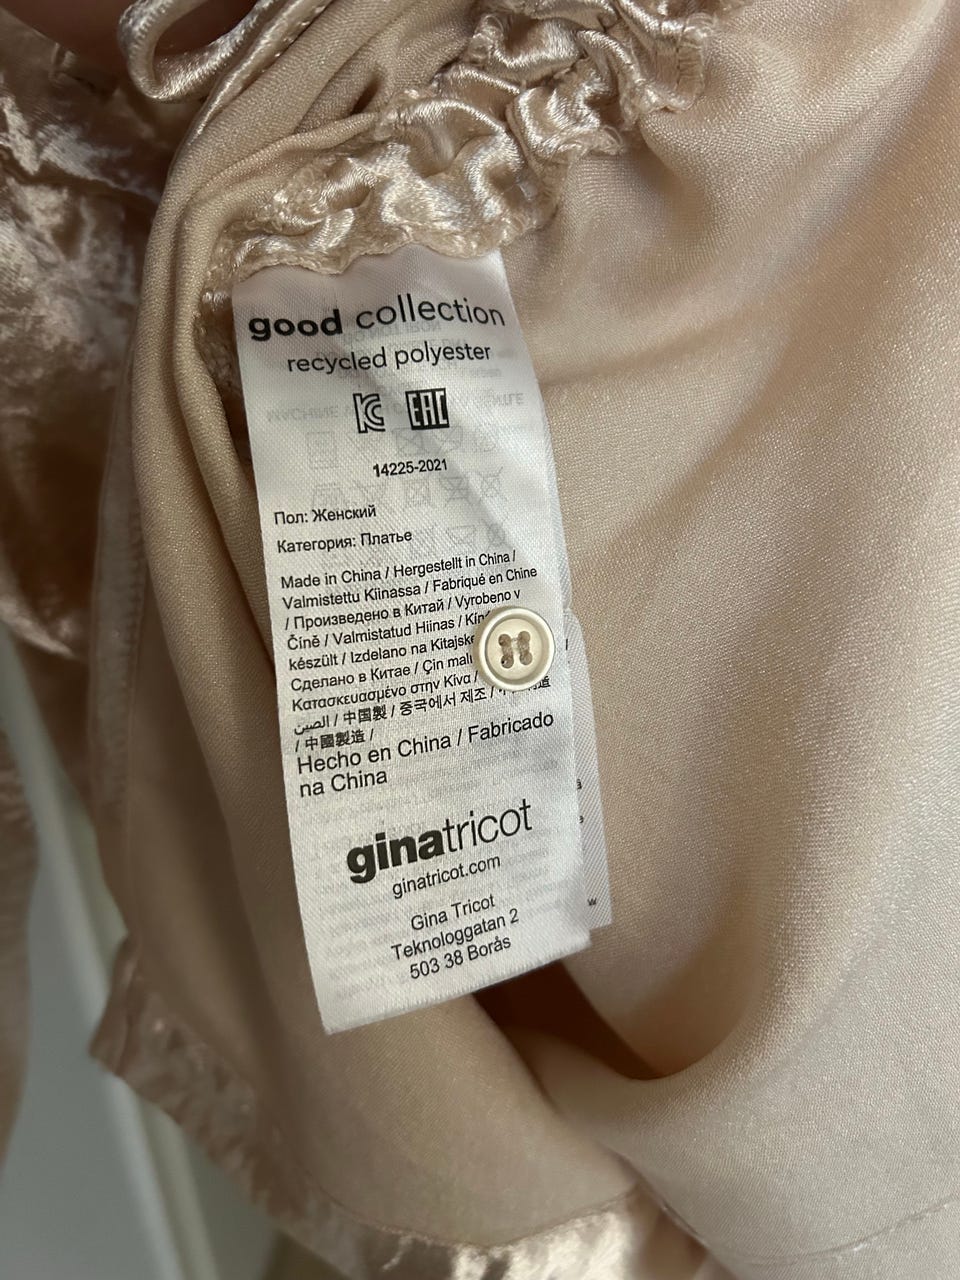 good collection
recycled polyester
EAC
14225-2021
Пол: Женский
Категория: Платье
Made in China / Hergestellt in China /
Valmistettu Kiinassa / Fabriqué en Chine
/ Произведено в Китай / Vyrobeno v
Číně / Valmistatud Hiinas /
készült / Izdelano na
Сделано в Китае / Çin malı
Κατασκευασμένο στην Κίνα /
الصين / 中国製 / 중국에서 제조 /
/ 中國製造 /
Hecho en China / Fabricado
na China
ginatricot
ginatricot.com
Gina Tricot
Teknologgatan 2
503 38 Borås
w